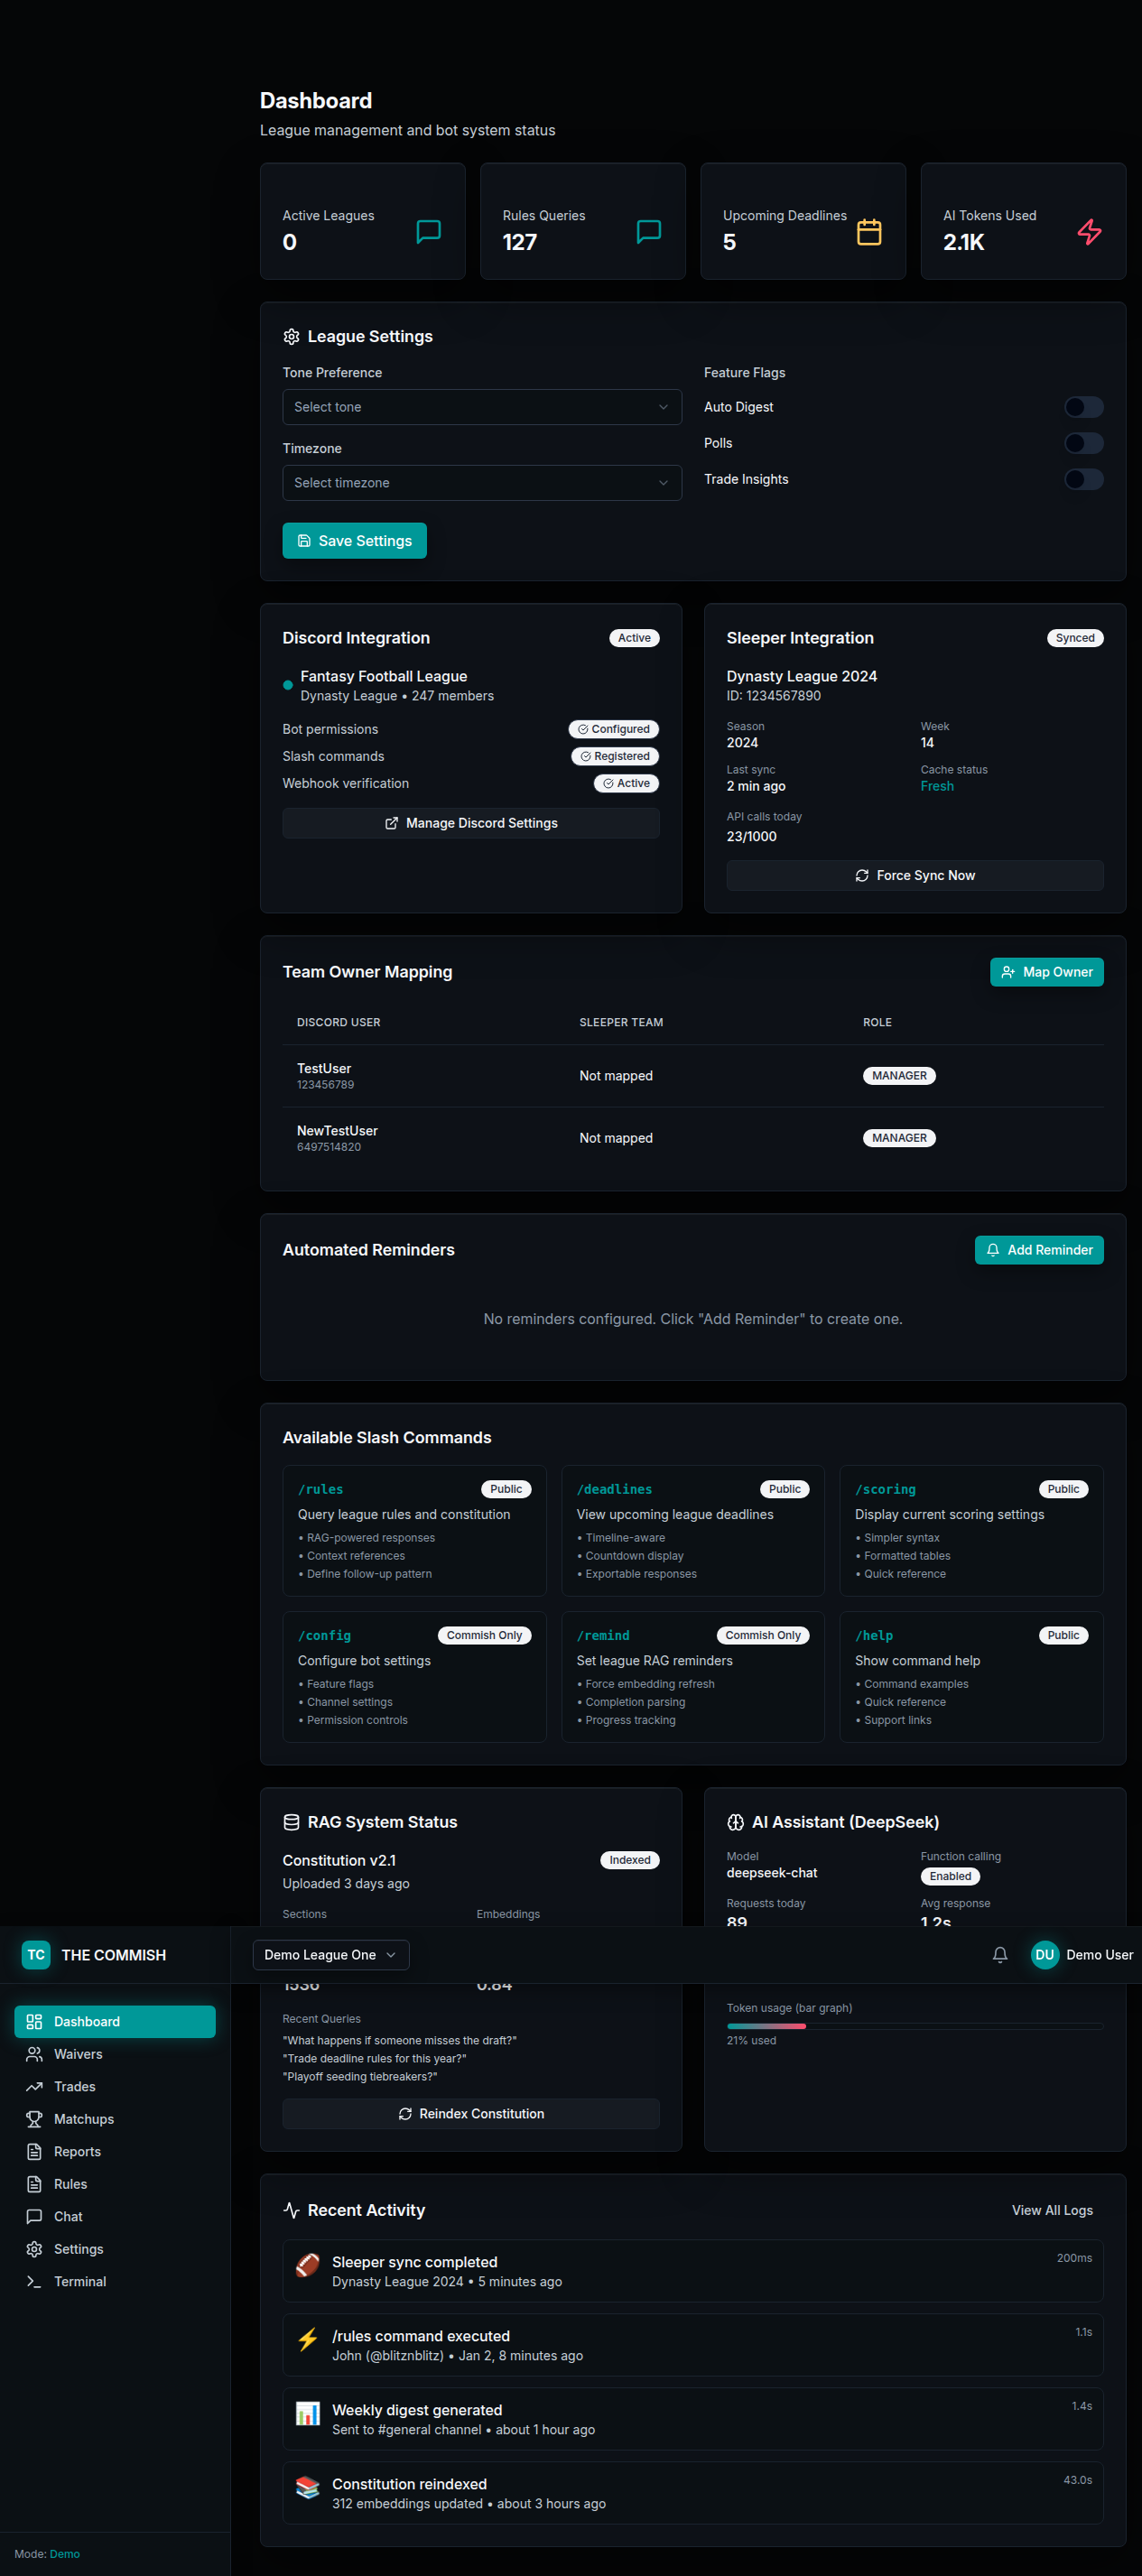 Dashboard
League management and bot system status
Active Leagues
0
Rules Queries
127
Upcoming Deadlines
5
AI Tokens Used
2.1K
League Settings
Tone Preference
Select tone
Timezone
Select timezone
Feature Flags
Auto Digest
Polls
Trade Insights
Save Settings
Discord Integration
Active
Fantasy Football League
Dynasty League • 247 members
Bot permissions
Configured
Slash commands
Registered
Webhook verification
Active
Manage Discord Settings
Sleeper Integration
Synced
Dynasty League 2024
ID: 1234567890
Season
2024
Week
14
Last sync
2 min ago
Cache status
Fresh
API calls today
23/1000
Force Sync Now
Team Owner Mapping
Map Owner
DISCORD USER
SLEEPER TEAM
ROLE
TestUser
123456789
Not mapped
MANAGER
NewTestUser
6497514820
Not mapped
MANAGER
Automated Reminders
Add Reminder
No reminders configured. Click "Add Reminder" to create one.
Available Slash Commands
/rules
Public
Query league rules and constitution
• RAG-powered responses
• Context references
• Define follow-up pattern
/deadlines
Public
View upcoming league deadlines
• Timeline-aware
• Countdown display
• Exportable responses
/scoring
Public
Display current scoring settings
• Simpler syntax
• Formatted tables
• Quick reference
/config
Commish Only
Configure bot settings
• Feature flags
• Channel settings
• Permission controls
/remind
Commish Only
Set league RAG reminders
• Force embedding refresh
• Completion parsing
• Progress tracking
/help
Public
Show command help
• Command examples
• Quick reference
• Support links
RAG System Status
Constitution v2.1
Indexed
Uploaded 3 days ago
Sections
Embeddings
AI Assistant (DeepSeek)
Model
deepseek-chat
Function calling
Enabled
Requests today
89
Avg response
1.2s
TC
THE COMMISH
Demo League One
DU
Demo User
1536
0.84
Recent Queries
"What happens if someone misses the draft?"
"Trade deadline rules for this year?"
"Playoff seeding tiebreakers?"
Reindex Constitution
Token usage (bar graph)
21% used
Dashboard
Waivers
Trades
Matchups
Reports
Rules
Chat
Settings
Terminal
Mode: Demo
Recent Activity
View All Logs
Sleeper sync completed
200ms
Dynasty League 2024 • 5 minutes ago
/rules command executed
1.1s
John (@blitznblitz) • Jan 2, 8 minutes ago
Weekly digest generated
1.4s
Sent to #general channel • about 1 hour ago
Constitution reindexed
43.0s
312 embeddings updated • about 3 hours ago